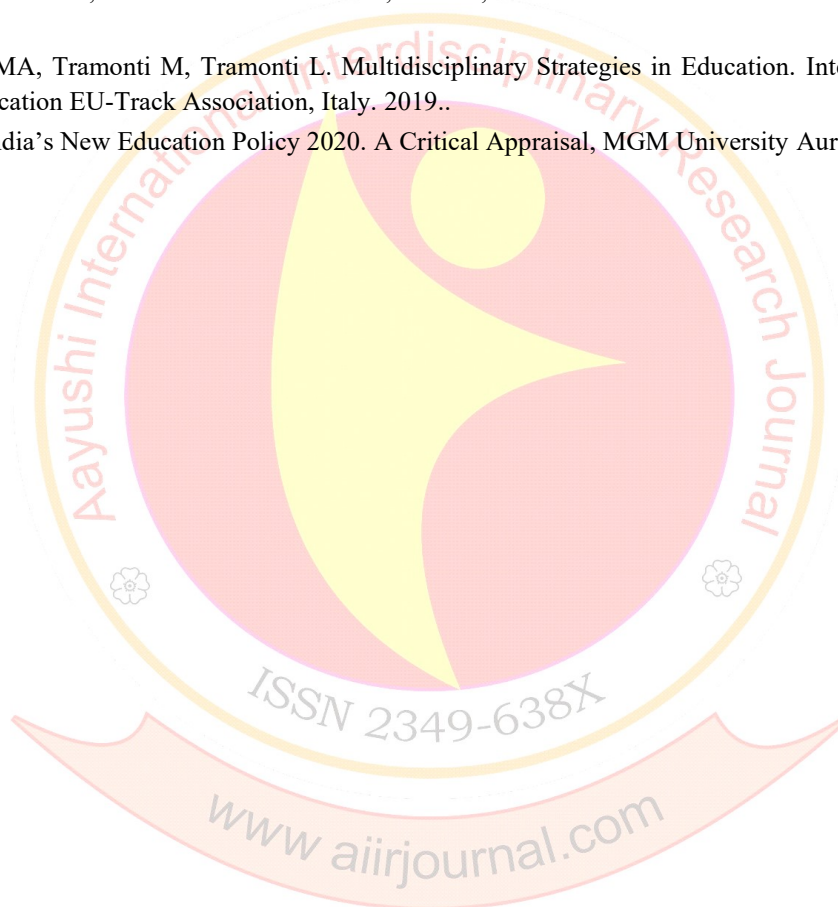 MA, Tramonti M, Tramonti L. Multidisciplinary Strategies in Education. Inte
cation EU-Track Association, Italy. 2019..
dia’s New Education Policy 2020. A Critical Appraisal, MGM University Aur
Aayushi International Interdisciplinary Research Journal
ISSN 2349-638X
www aiirjournal.com